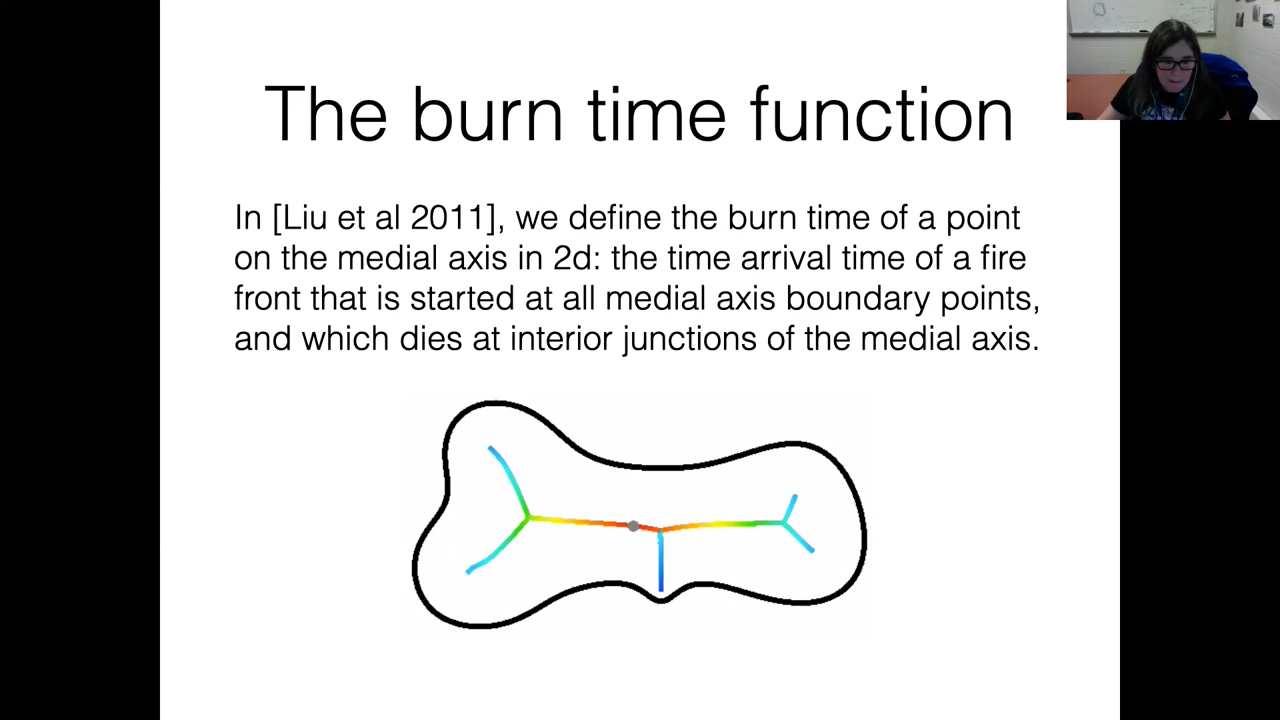 The burn time function
In [Liu et al 2011], we define the burn time of a point
on the medial axis in 2d: the time arrival time of a fire
front that is started at all medial axis boundary points,
and which dies at interior junctions of the medial axis.